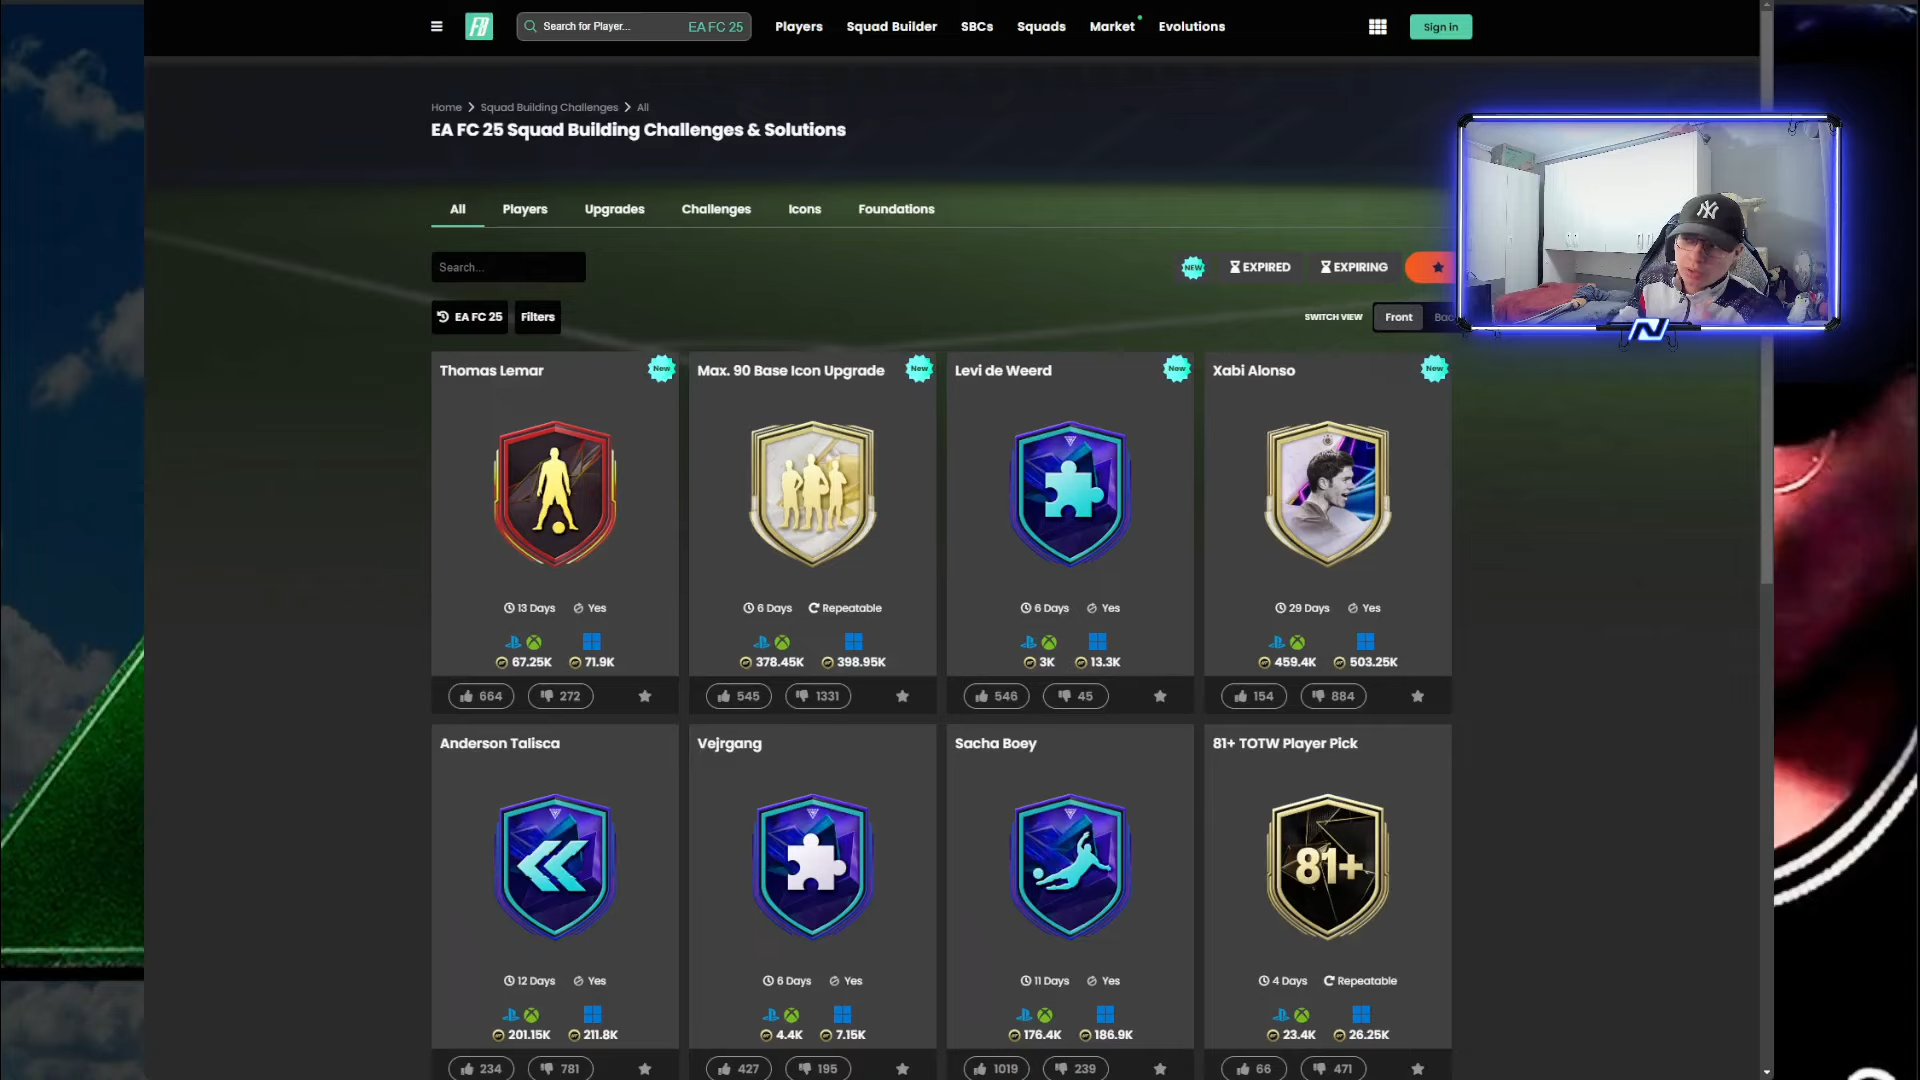 FB Search for Player... EA FC 25 Players Squad Builder SBCs Squads Market Evolutions Sign in
Home Squad Building Challenges All
EA FC 25 Squad Building Challenges & Solutions
All Players Upgrades Challenges Icons Foundations
Search... NEW EXPIRED EXPIRING
EA FC 25 Filters SWITCH VIEW Front Bac
Thomas Lemar New Max. 90 Base Icon Upgrade New Levi de Weerd New Xabi Alonso New
13 Days Yes 6 Days Repeatable 6 Days Yes 29 Days Yes
67.25K 71.9K 378.45K 398.95K 3K 13.3K 459.4K 503.25K
664 272 545 1331 546 45 154 884
Anderson Talisca Vejrgang Sacha Boey 81+ TOTW Player Pick
81+
12 Days Yes 6 Days Yes 11 Days Yes 4 Days Repeatable
201.15K 211.8K 4.4K 7.15K 176.4K 186.9K 23.4K 26.25K
234 781 427 195 1019 239 66 471
NY
N